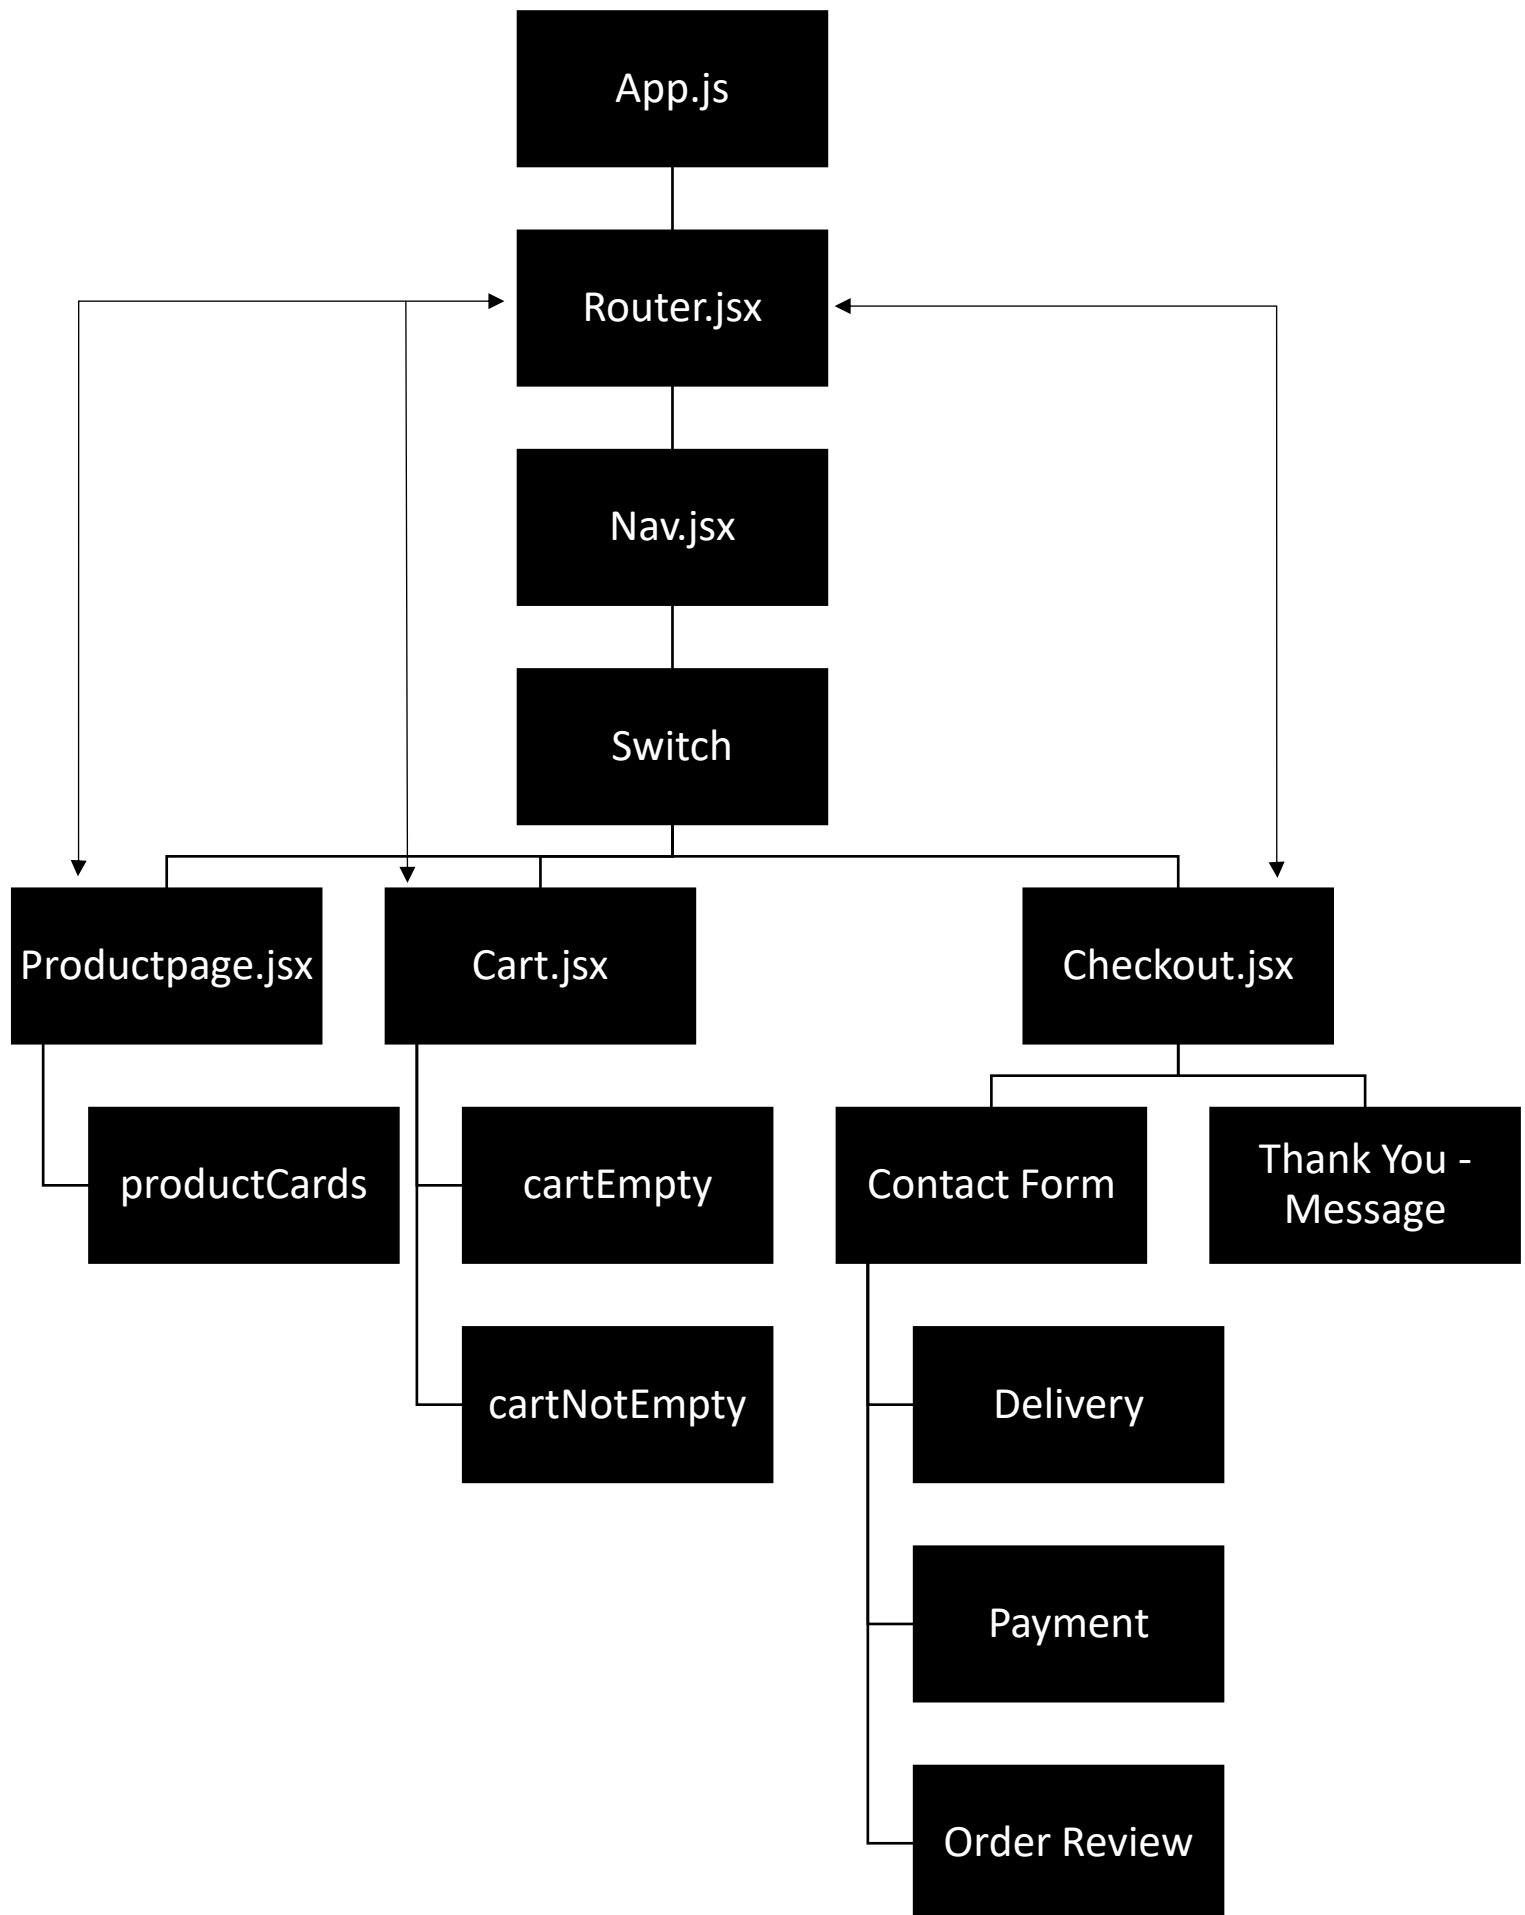 App.js
Router.jsx
Nav.jsx
Switch
Productpage.jsx
Cart.jsx
Checkout.jsx
productCards
cartEmpty
Contact Form
Thank You -
Message
cartNotEmpty
Delivery
Payment
Order Review